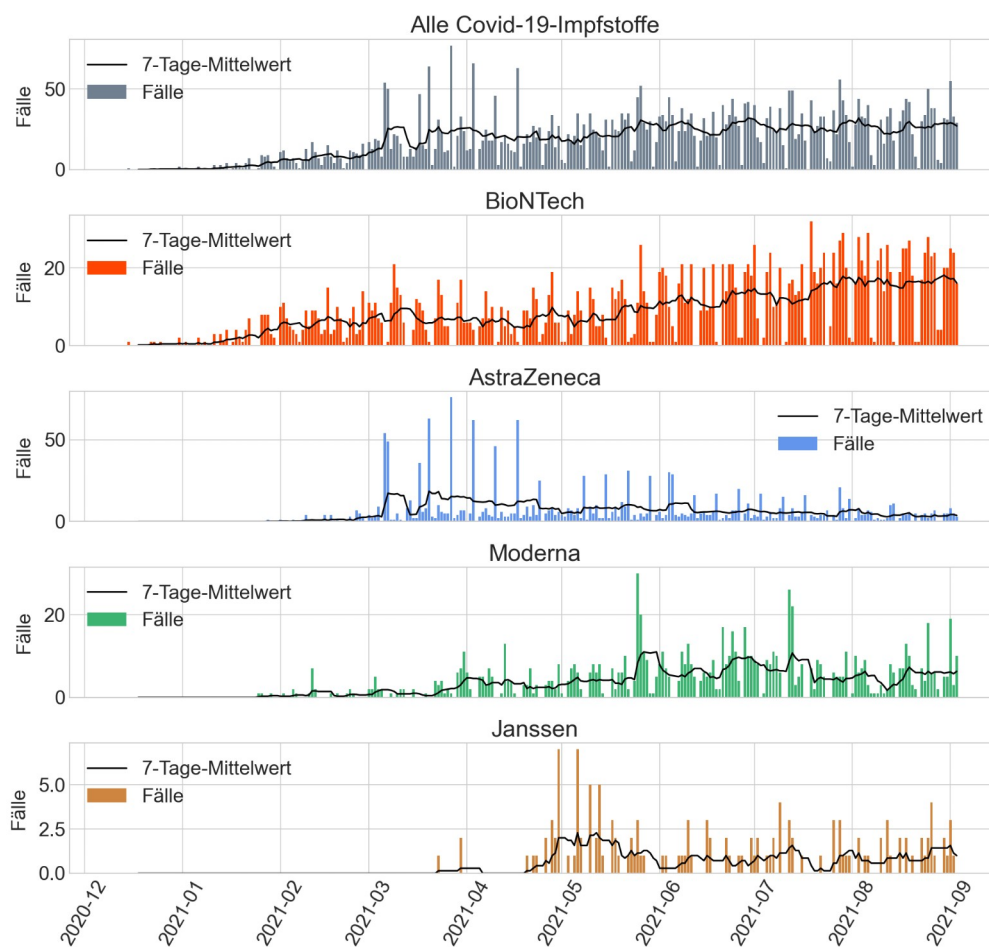 Alle Covid-19-Impfstoffe
7-Tage-Mittelwert
Fälle
Fälle
50
0
BioNTech
7-Tage-Mittelwert
Fälle
Fälle
20
0
AstraZeneca
7-Tage-Mittelwert
Fälle
Fälle
50
0
Moderna
7-Tage-Mittelwert
Fälle
Fälle
20
0
Janssen
7-Tage-Mittelwert
Fälle
Fälle
5.0
2.5
0.0
2020-12
2021-01
2021-02
2021-03
2021-04
2021-05
2021-06
2021-07
2021-08
2021-09